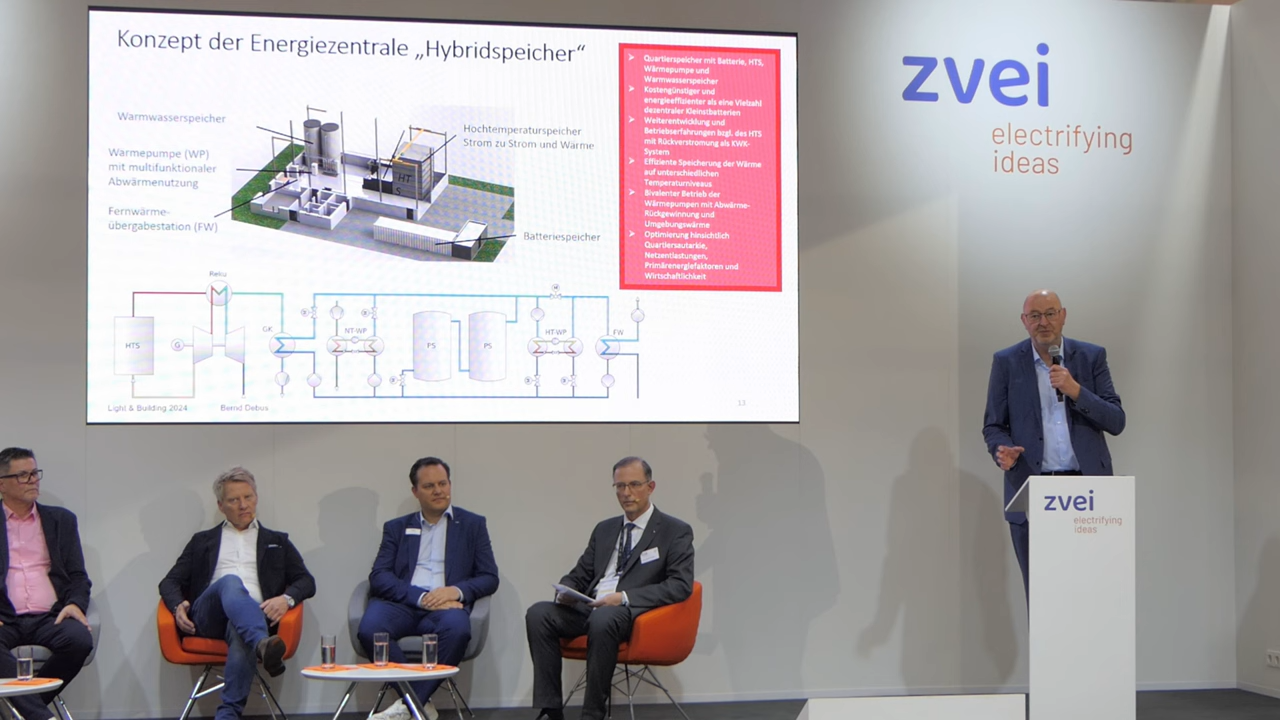 Konzept der Energiezentrale „Hybridspeicher“
Warmwasserspeicher
Wärmepumpe (WP)
mit multifunktionaler
Abwärmenutzung
Fernwärme-
übergabestation (FW)
Hochtemperaturspeicher
Strom zu Strom und Wärme
HT
S
Batteriespeicher
➢ Quartierspeicher mit Batterie, HTS,
Wärmepumpe und
Warmwasserspeicher
➢ Kostengünstiger und
energieeffizienter als eine Vielzahl
dezentraler Kleinstbatterien
➢ Weiterentwicklung und
Betriebserfahrungen bzgl. des HTS
mit Rückverstromung als KWK-
System
➢ Effiziente Speicherung der Wärme
auf unterschiedlichen
Temperaturniveaus
➢ Bivalenter Betrieb der
Wärmepumpen mit Abwärme-
Rückgewinnung und
Umgebungswärme
➢ Optimierung hinsichtlich
Quartiersautarkie,
Netzentlastungen,
Primärenergiefaktoren und
Wirtschaftlichkeit
Reku
HTS
G
GK
NT-WP
PS
PS
M
HT-WP
FW
Light & Building 2024
Bernd Debus
13
zvei
electrifying
ideas
zvei
electrifying
ideas